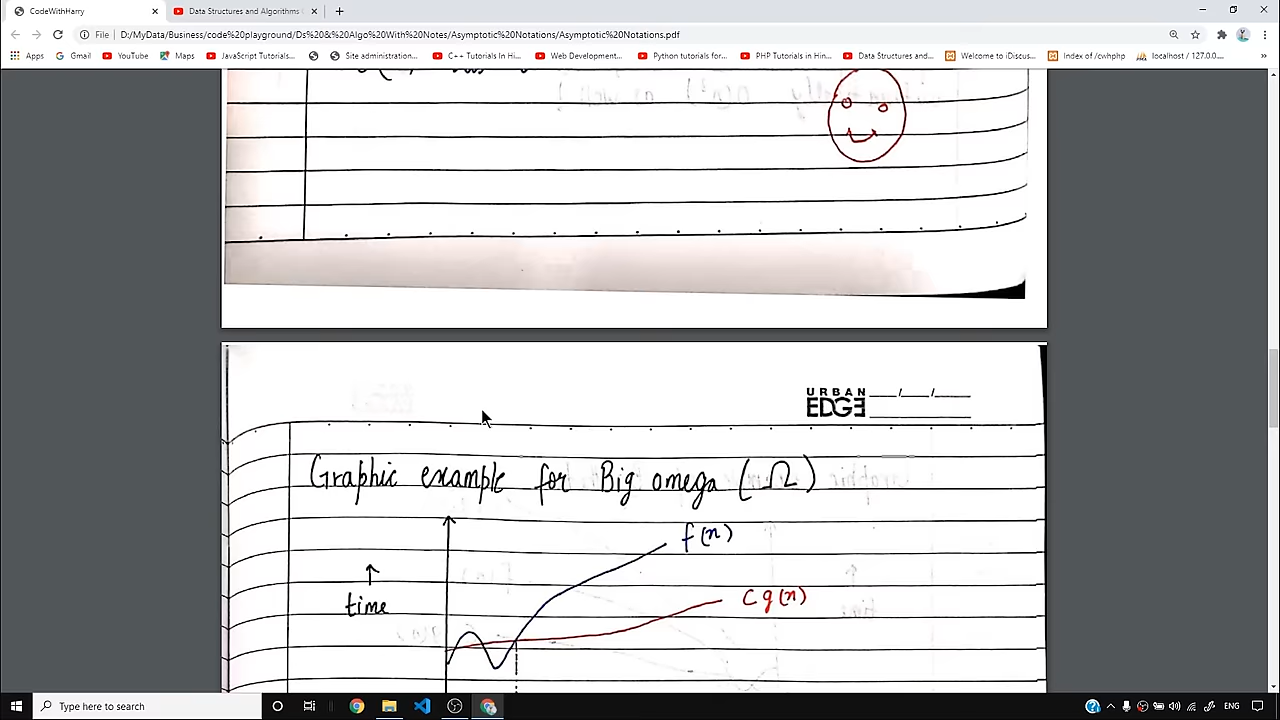 CodeWithHarry
Data Structures and Algorithms
File
D:/MyData/Business/code%20playground/Ds%20&%20Algo%20With%20Notes/Asymptotic%20Notations/Asymptotic%20Notations.pdf
Apps
Gmail
YouTube
Maps
JavaScript Tutorials...
Site administration...
C++ Tutorials In Hi...
Web Development...
Python tutorials for...
PHP Tutorials in Hin...
Data Structures and...
Welcome to iDiscus...
Index of /cwhphp
localhost / 127.0.0...
URBAN
EDGE
Graphic example for Big omega (Ω)
f(n)
↑
time
c g(n)
Type here to search
ENG